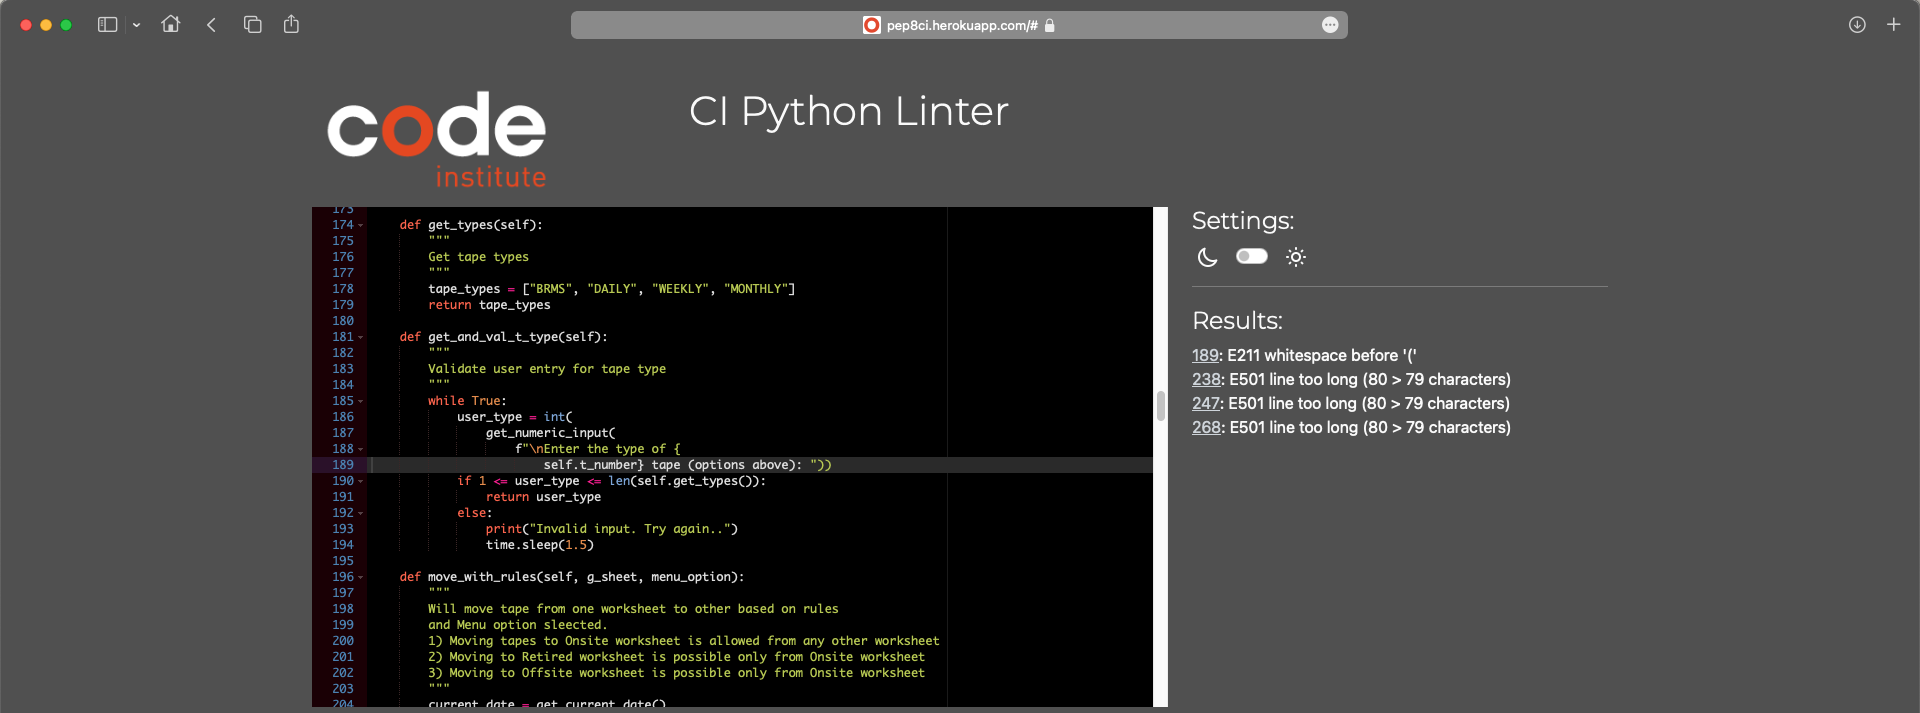 pep8ci.herokuapp.com/#
code
institute
CI Python Linter
173
174 def get_types(self):
175 """
176 Get tape types
177 """
178 tape_types = ["BRMS", "DAILY", "WEEKLY", "MONTHLY"]
179 return tape_types
180
181 def get_and_val_t_type(self):
182 """
183 Validate user entry for tape type
184 """
185 while True:
186 user_type = int(
187 get_numeric_input(
188 f"\nEnter the type of {
189 self.t_number} tape (options above): "))
190 if 1 <= user_type <= len(self.get_types()):
191 return user_type
192 else:
193 print("Invalid input. Try again..")
194 time.sleep(1.5)
195
196 def move_with_rules(self, g_sheet, menu_option):
197 """
198 Will move tape from one worksheet to other based on rules
199 and Menu option sleected.
200 1) Moving tapes to Onsite worksheet is allowed from any other worksheet
201 2) Moving to Retired worksheet is possible only from Onsite worksheet
202 3) Moving to Offsite worksheet is possible only from Onsite worksheet
203 """
204 current_date = get_current_date()
Settings:
Results:
189: E211 whitespace before '('
238: E501 line too long (80 > 79 characters)
247: E501 line too long (80 > 79 characters)
268: E501 line too long (80 > 79 characters)